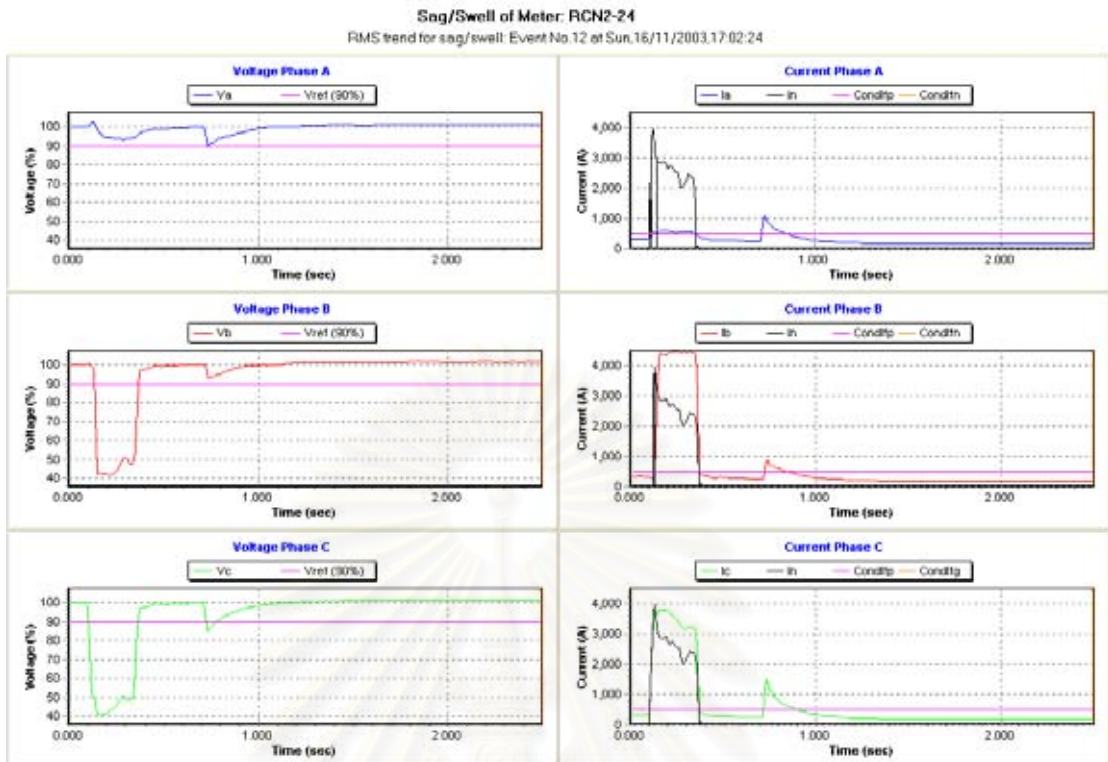 Sag/Swell of Meter: RCN2-24
RMS trend for sag/swell: Event No.12 at Sun,16/11/2003,17:02:24
Voltage Phase A
Va Vref (90%)
Voltage (%)
100
90
80
70
60
50
40
0.000 1.000 2.000
Time (sec)
Current Phase A
Ia In Conditp Conditn
Current (A)
4,000
3,000
2,000
1,000
0
0.000 1.000 2.000
Time (sec)
Voltage Phase B
Vb Vref (90%)
Voltage (%)
100
90
80
70
60
50
40
0.000 1.000 2.000
Time (sec)
Current Phase B
Ib In Conditp Conditn
Current (A)
4,000
3,000
2,000
1,000
0
0.000 1.000 2.000
Time (sec)
Voltage Phase C
Vc Vref (90%)
Voltage (%)
100
90
80
70
60
50
40
0.000 1.000 2.000
Time (sec)
Current Phase C
Ic In Conditp Conditg
Current (A)
4,000
3,000
2,000
1,000
0
0.000 1.000 2.000
Time (sec)